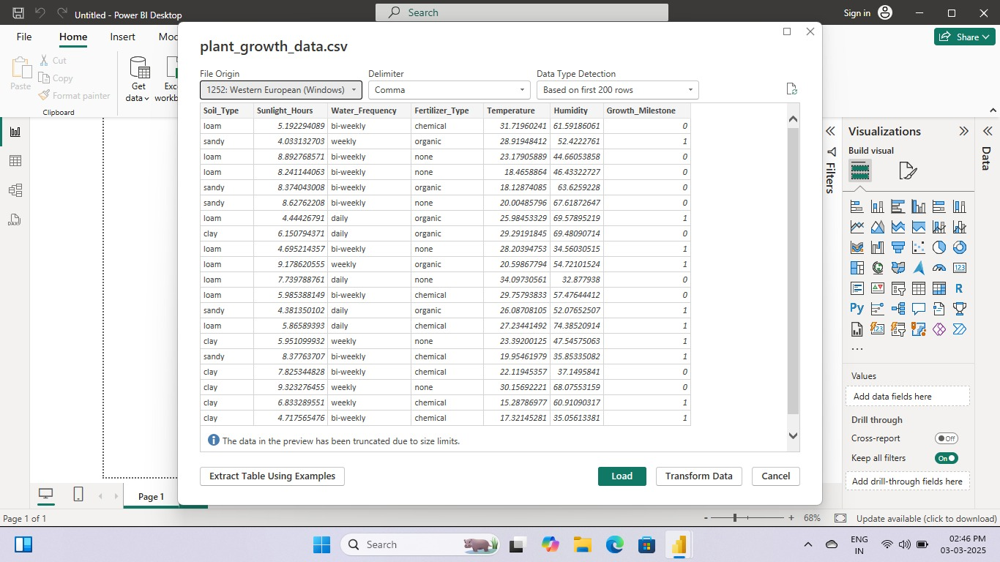 Untitled - Power BI Desktop
Search
Sign in
File
Home
Insert
Mod
Share
Paste
Cut
Copy
Format painter
Clipboard
Get
data
Exce
workb
plant_growth_data.csv
File Origin
Delimiter
Data Type Detection
1252: Western European (Windows)
Comma
Based on first 200 rows
Soil_Type Sunlight_Hours Water_Frequency Fertilizer_Type Temperature Humidity Growth_Milestone
loam 5.192294089 bi-weekly chemical 31.71960241 61.59186061 0
sandy 4.033132703 weekly organic 28.91948412 52.4222761 1
loam 8.892768571 bi-weekly none 23.17905889 44.66053858 0
loam 8.241144063 bi-weekly none 18.4658864 46.43322727 0
sandy 8.374043008 bi-weekly organic 18.12874085 63.6259228 0
sandy 8.62762208 bi-weekly none 20.00485796 67.61872647 0
loam 4.44426791 daily organic 25.98453329 69.57895219 1
clay 6.150794371 daily organic 29.29191845 69.48090714 0
loam 4.695214357 bi-weekly none 28.20394753 34.56030515 1
loam 9.178620555 weekly organic 20.59867794 54.72101524 1
loam 7.739788761 daily none 34.09730561 32.877938 0
loam 5.985388149 bi-weekly chemical 29.75793833 57.47644412 0
sandy 4.381350102 daily organic 26.08708105 52.07652507 1
loam 5.86589393 daily chemical 27.23441492 74.38520914 1
clay 5.951099932 weekly none 23.39200125 47.54575063 1
sandy 8.37763707 bi-weekly chemical 19.95461979 35.85335082 1
clay 7.825344828 bi-weekly chemical 22.11945357 37.1495841 0
clay 9.323276455 weekly none 30.15692221 68.07553159 0
clay 6.833289551 weekly chemical 15.28786977 60.91090317 1
clay 4.717565476 bi-weekly chemical 17.32145281 35.05613381 1
The data in the preview has been truncated due to size limits.
Extract Table Using Examples
Load
Transform Data
Cancel
Filters
Visualizations
Build visual
123
R
Py
123
Values
Add data fields here
Drill through
Cross-report
Off
Keep all filters
On
Add drill-through fields here
Data
DAX
Page 1
Page 1 of 1
68%
Update available (click to download)
Search
ENG
IN
02:46 PM
03-03-2025